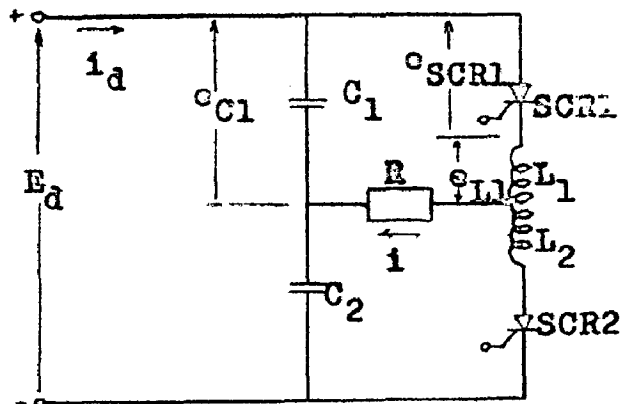 +
i_d
e_C1
C_1
e_SCR1
SCR1
E_d
R
e_L1
L_1
i
L_2
C_2
SCR2
-